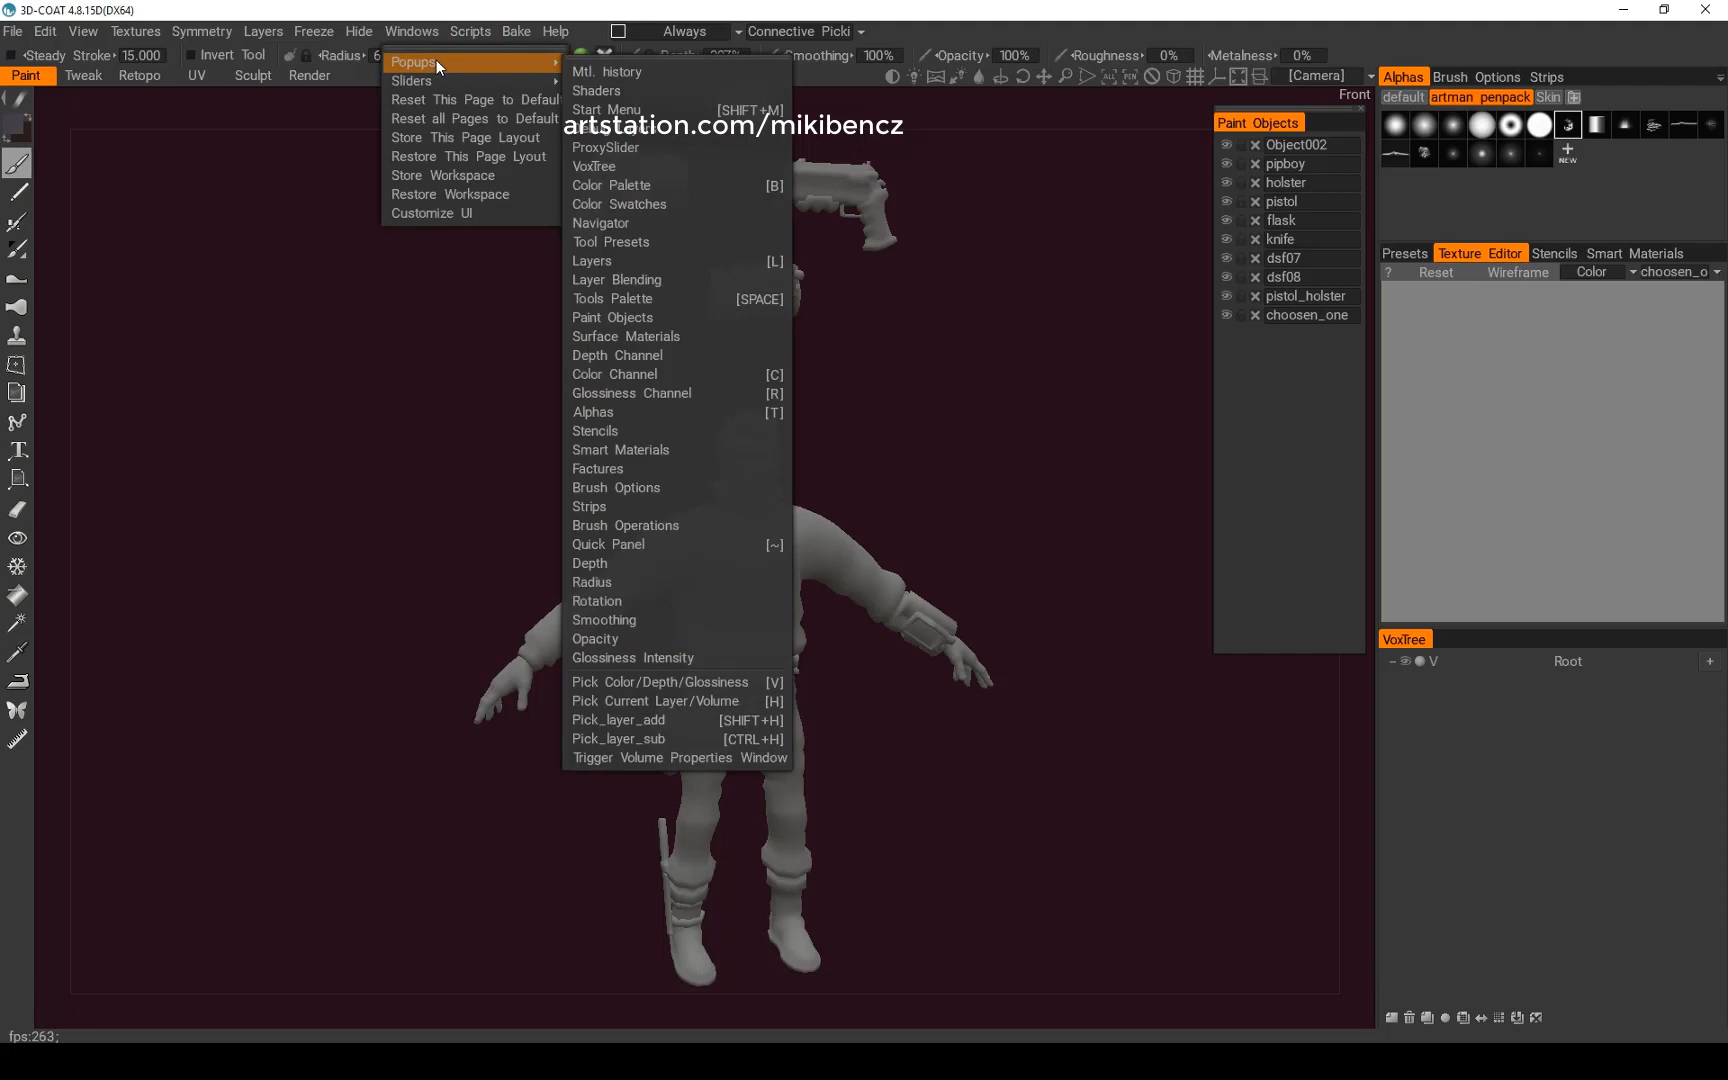 3D-COAT 4.8.15D(DX64)
File Edit View Textures Symmetry Layers Freeze Hide Windows Scripts Bake Help Always Connective Picki
Steady Stroke 15.000 Invert Tool Radius 6 Smoothing 100% Opacity 100% Roughness 0% Metalness 0%
Paint Tweak Retopo UV Sculpt Render [Camera]
Front
Popups
Sliders
Reset This Page to Defaul
Reset all Pages to Default
Store This Page Layout
Restore This Page Lyout
Store Workspace
Restore Workspace
Customize UI
Mtl. history
Shaders
Start Menu [SHIFT+M]
artstation.com/mikibencz
ProxySlider
VoxTree
Color Palette [B]
Color Swatches
Navigator
Tool Presets
Layers [L]
Layer Blending
Tools Palette [SPACE]
Paint Objects
Surface Materials
Depth Channel
Color Channel [C]
Glossiness Channel [R]
Alphas [T]
Stencils
Smart Materials
Factures
Brush Options
Strips
Brush Operations
Quick Panel [~]
Depth
Radius
Rotation
Smoothing
Opacity
Glossiness Intensity
Pick Color/Depth/Glossiness [V]
Pick Current Layer/Volume [H]
Pick_layer_add [SHIFT+H]
Pick_layer_sub [CTRL+H]
Trigger Volume Properties Window
Paint Objects
Object002
pipboy
holster
pistol
flask
knife
dsf07
dsf08
pistol_holster
choosen_one
Alphas Brush Options Strips
default artman penpack Skin
NEW
Presets Texture Editor Stencils Smart Materials
? Reset Wireframe Color choosen_o
VoxTree
V Root +
fps:263;